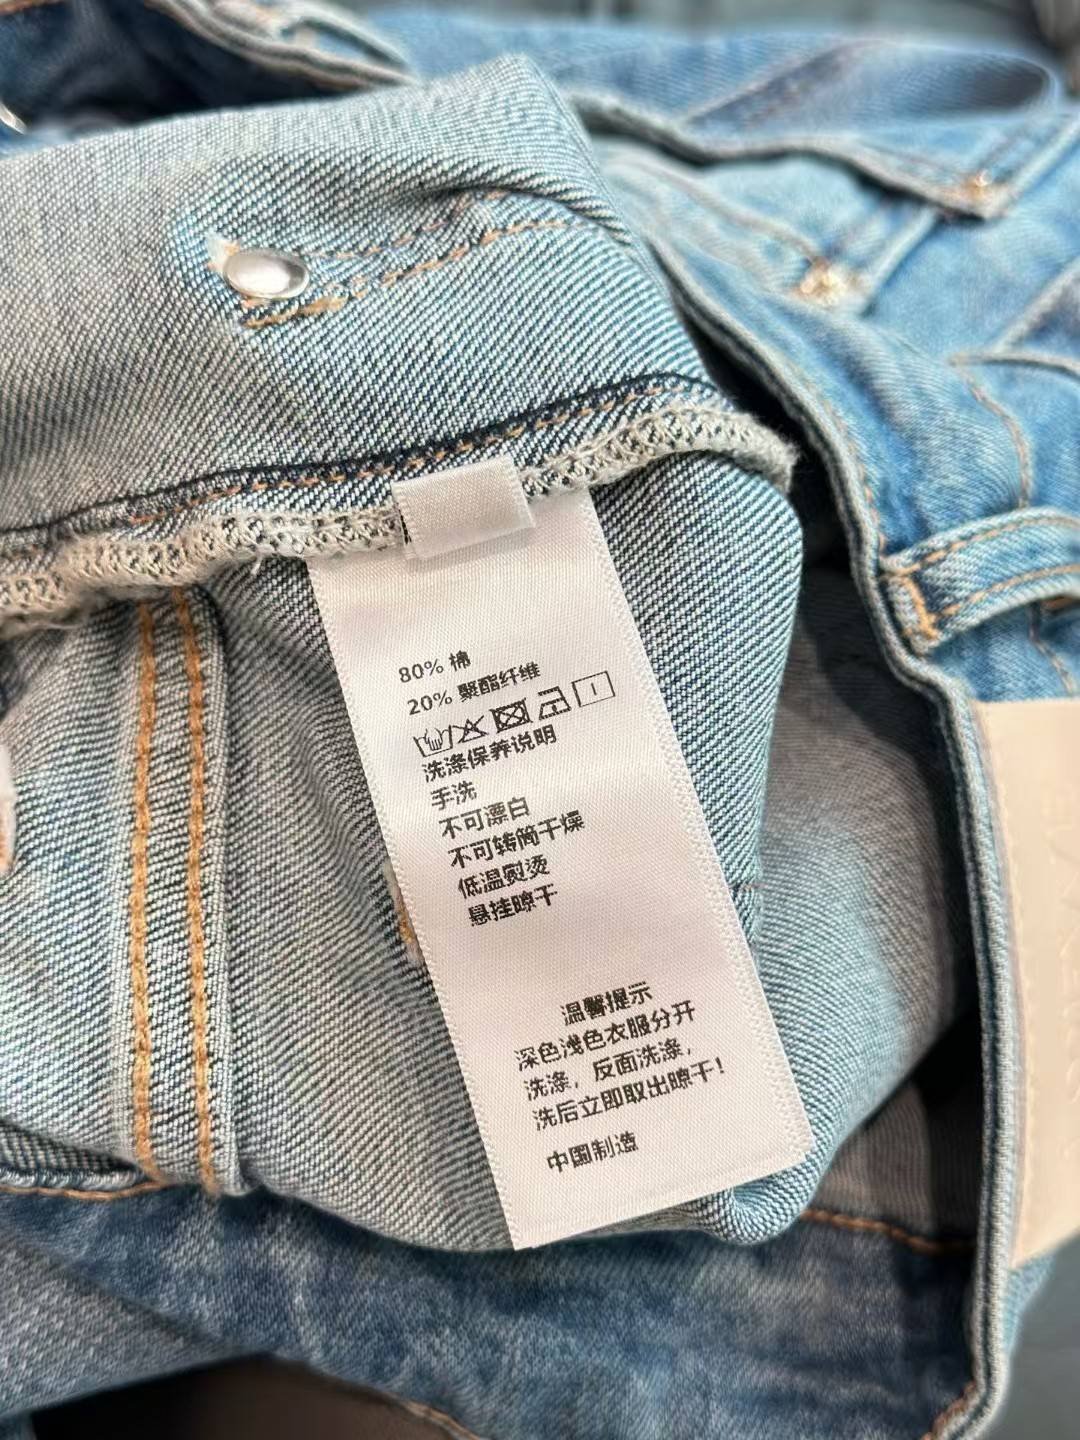 80% 棉
20% 聚酯纤维
洗涤保养说明
手洗
不可漂白
不可转筒干燥
低温熨烫
悬挂晾干
温馨提示
深色浅色衣服分开
洗涤，反面洗涤，
洗后立即取出晾干！
中国制造